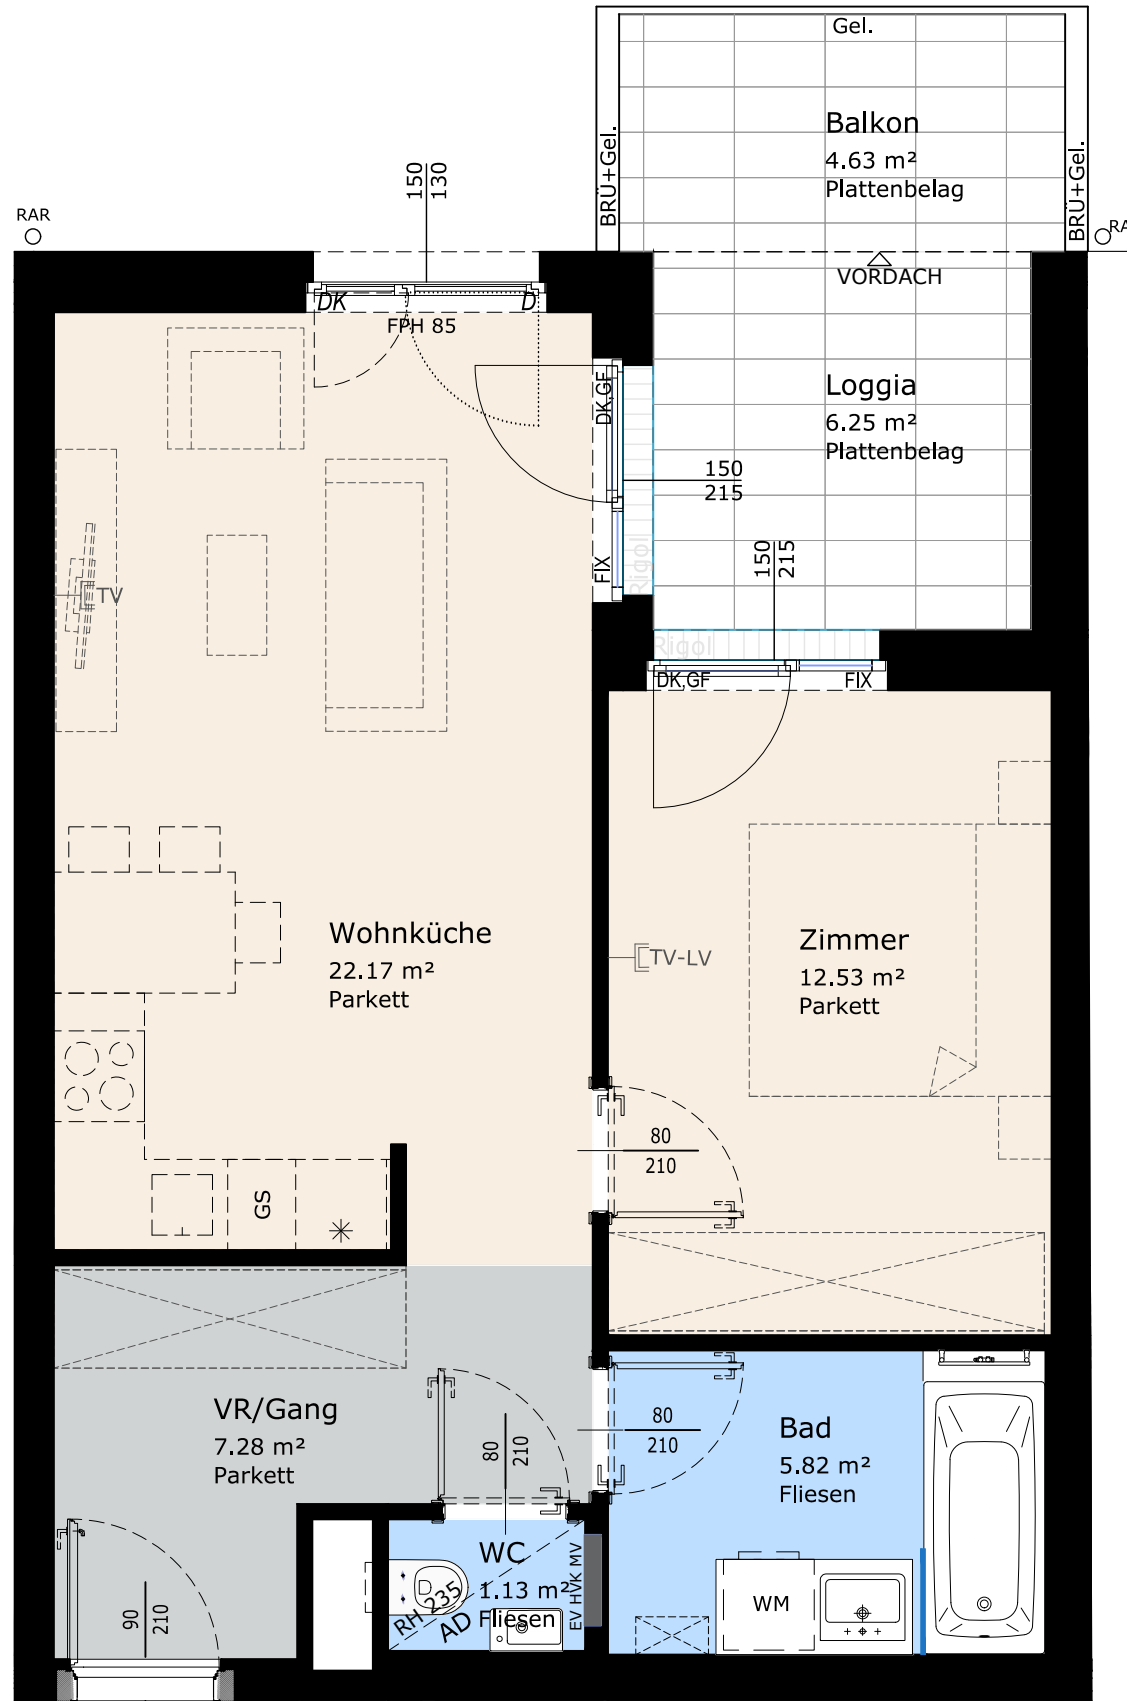 Gel.
Balkon
4.63 m²
Plattenbelag
BRÜ+Gel.
BRÜ+Gel.
150
130
RAR
RA
VORDACH
DK
D
FPH 85
DK,GF
Loggia
6.25 m²
Plattenbelag
150
215
FIX
Rigol
150
215
TV
Rigol
DK,GF
FIX
Wohnküche
22.17 m²
Parkett
TV-LV
Zimmer
12.53 m²
Parkett
80
210
GS
VR/Gang
7.28 m²
Parkett
80
210
80
210
Bad
5.82 m²
Fliesen
WC
1.13 m²
Fliesen
RH 235
AD
EV HVK MV
WM
90
210